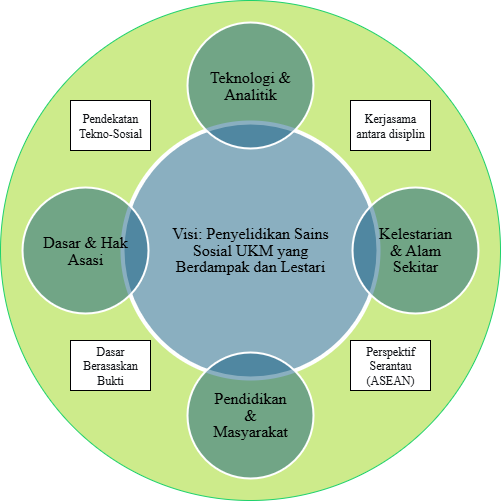 Teknologi &
Analitik
Pendekatan
Tekno-Sosial
Kerjasama
antara disiplin
Dasar & Hak
Asasi
Visi: Penyelidikan Sains
Sosial UKM yang
Berdampak dan Lestari
Kelestarian
& Alam
Sekitar
Dasar
Berasaskan
Bukti
Perspektif
Serantau
(ASEAN)
Pendidikan
&
Masyarakat